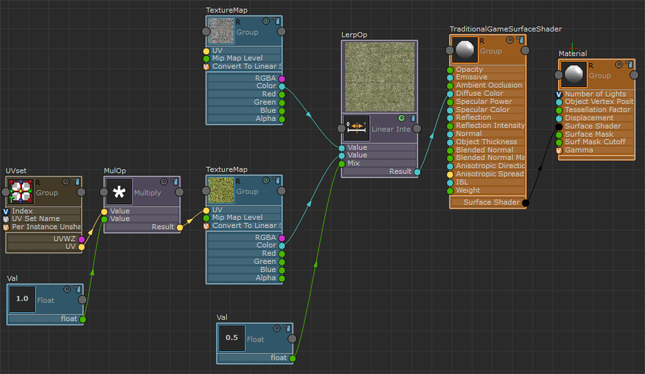 TextureMap
R
Group
UV
Mip Map Level
Convert To Linear S
RGBA
Color
Red
Green
Blue
Alpha
LerpOp
Linear Inte
Value
Value
Mix
Result
TraditionalGameSurfaceShader
R
Group
Opacity
Emissive
Ambient Occlusion
Diffuse Color
Specular Power
Specular Color
Reflection
Reflection Intensity
Normal
Object Thickness
Blended Normal
Blended Normal Ma
Anisotropic Directi
Anisotropic Spread
IBL
Weight
Surface Shader
Material
R
Group
Number of Lights
Object Vertex Posit
Tessellation Factor
Displacement
Surface Shader
Surface Mask
Surf Mask Cutoff
Gamma
UVset
R
Group
Index
UV Set Name
Per Instance Unsha
UVWZ
UV
MulOp
*
Multiply
Value
Value
Result
TextureMap
R
Group
UV
Mip Map Level
Convert To Linear S
RGBA
Color
Red
Green
Blue
Alpha
Val
1.0
Float
float
Val
0.5
Float
float